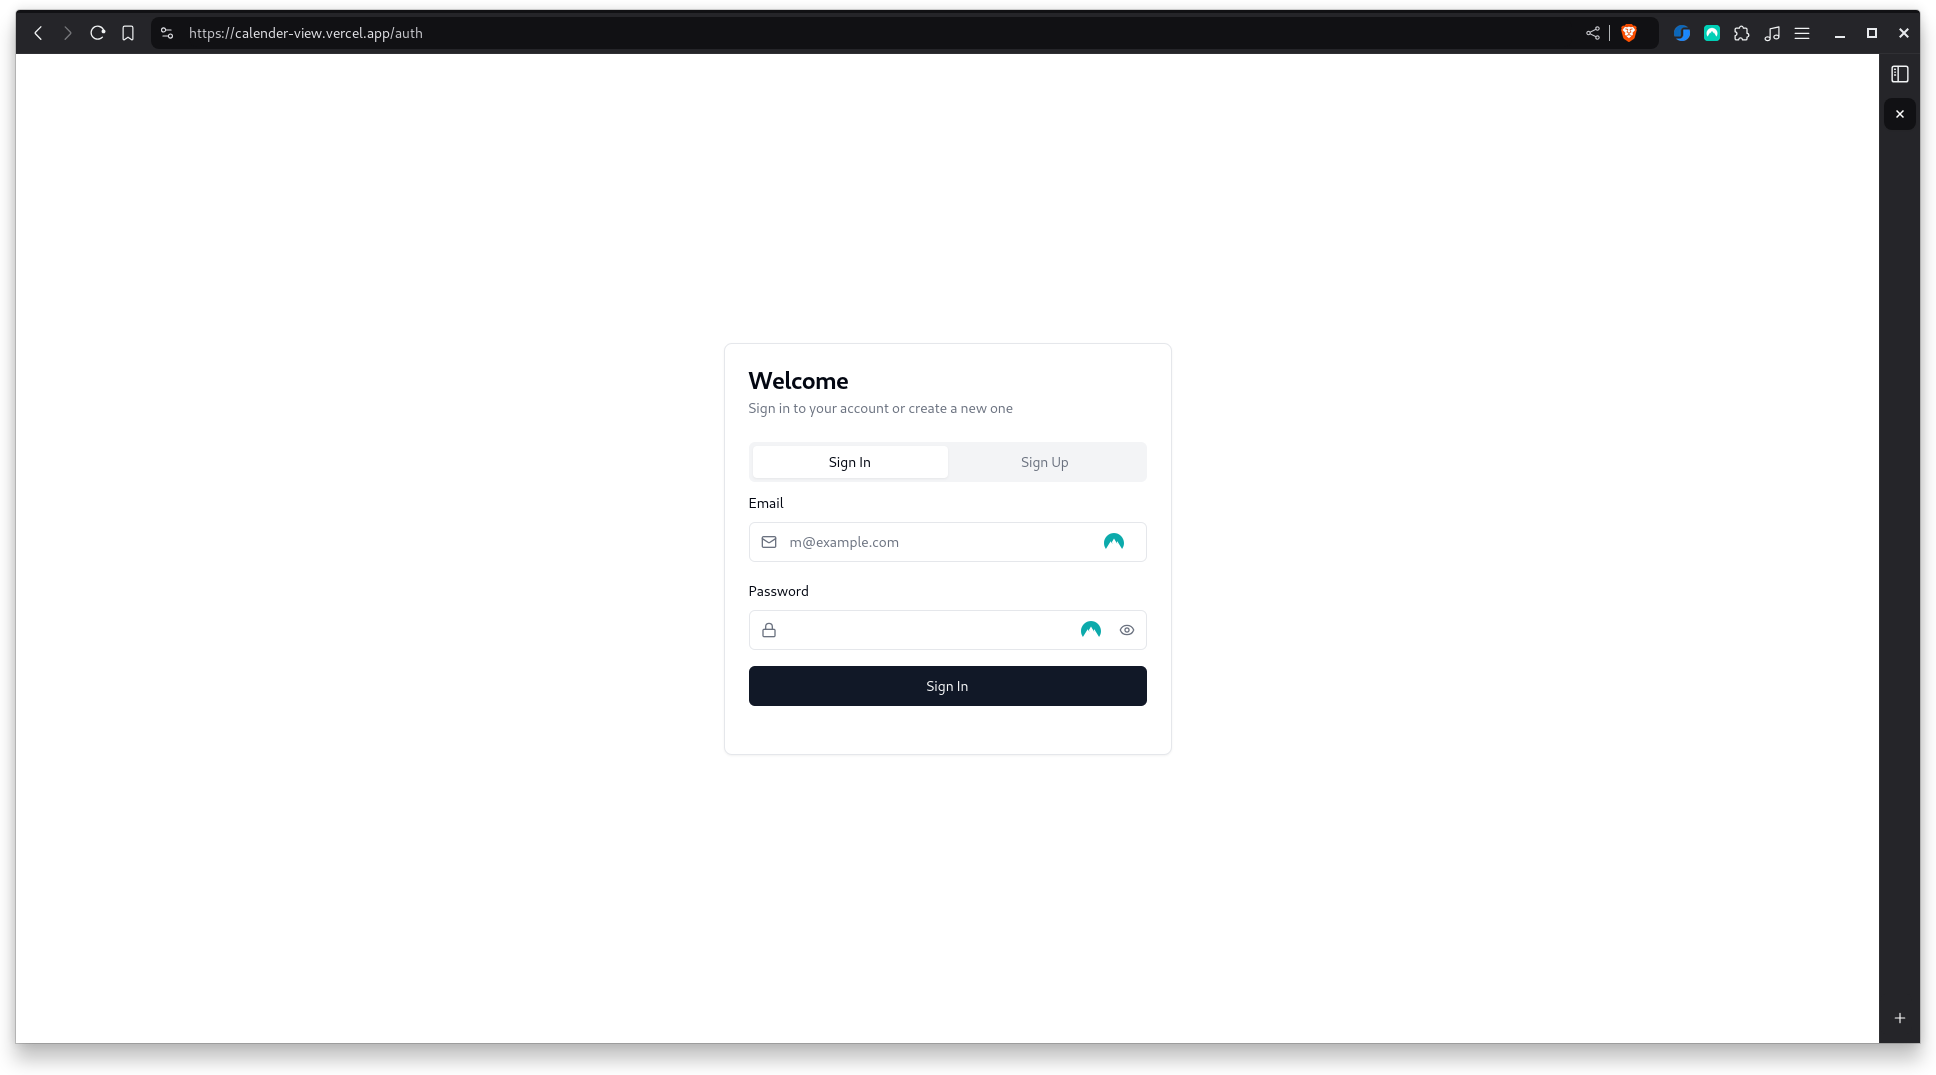 https://calender-view.vercel.app/auth
Welcome
Sign in to your account or create a new one
Sign In
Sign Up
Email
m@example.com
Password
Sign In